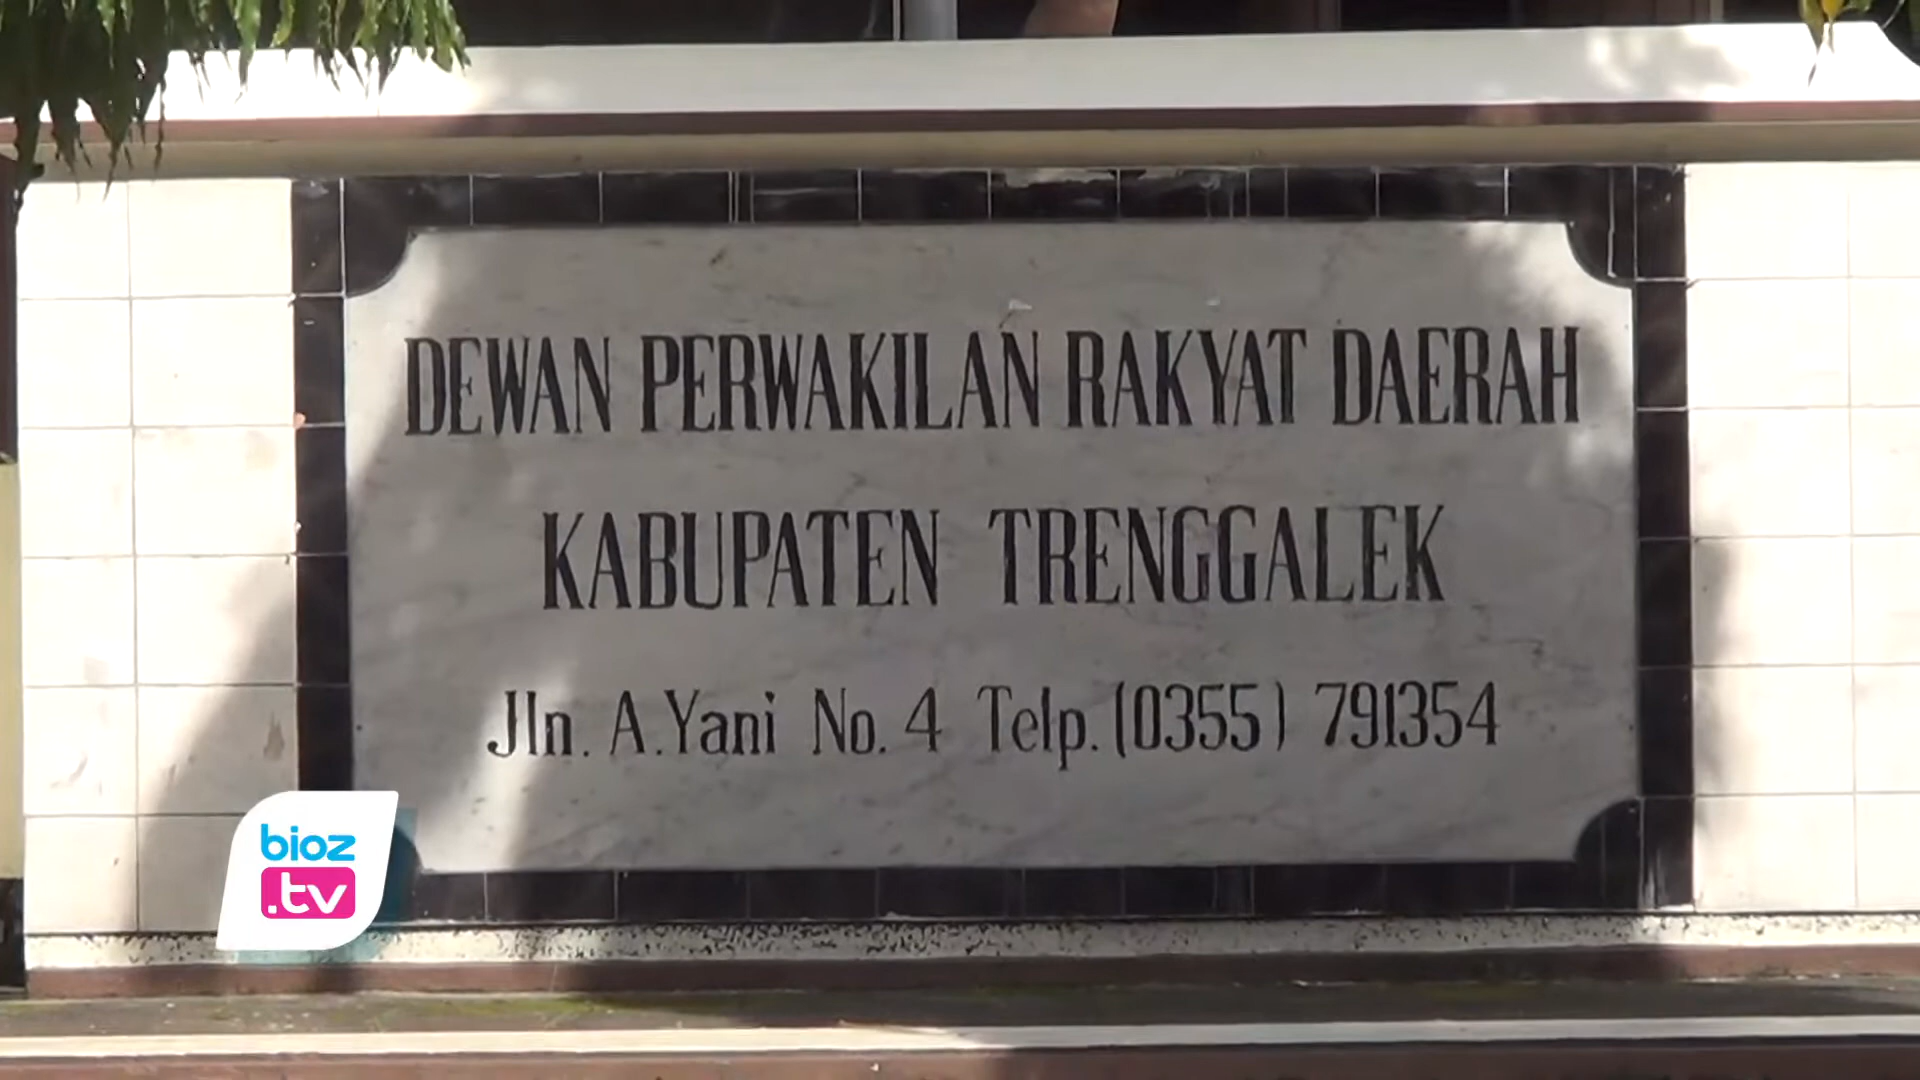 DEWAN PERWAKILAN RAKYAT DAERAH
KABUPATEN TRENGGALEK
Jln. A.Yani No. 4 Telp. (0355) 791354
bioz
.tv